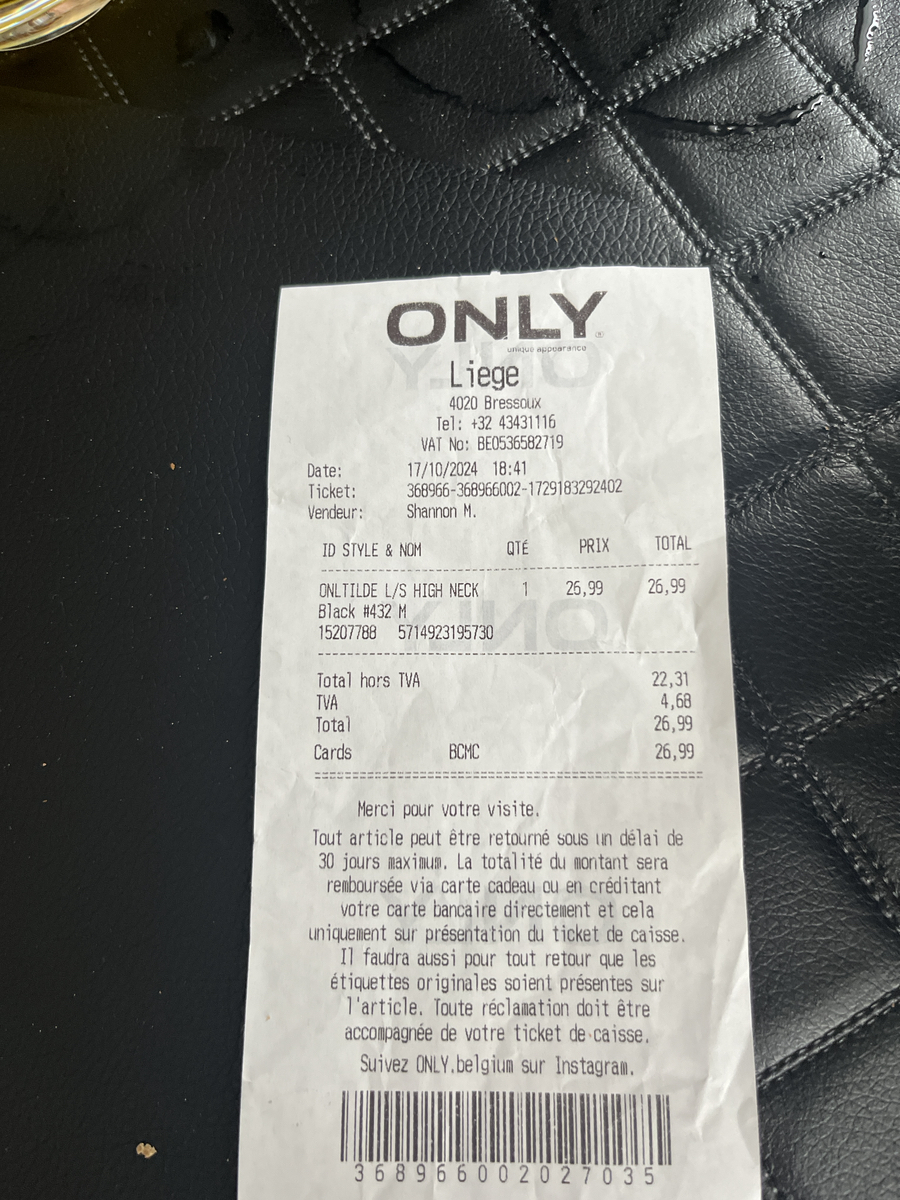 ONLY
unique appearance
Liege
4020 Bressoux
Tel: +32 43431116
VAT No: BE0536582719
Date: 17/10/2024 18:41
Ticket: 368966-368966002-1729183292402
Vendeur: Shannon M.
ID STYLE & NOM QTÉ PRIX TOTAL
ONLTILDE L/S HIGH NECK 1 26,99 26,99
Black #432 M
15207788 5714923195730
Total hors TVA 22,31
TVA 4,68
Total 26,99
Cards BCMC 26,99
Merci pour votre visite.
Tout article peut être retourné sous un délai de
30 jours maximum. La totalité du montant sera
remboursée via carte cadeau ou en créditant
votre carte bancaire directement et cela
uniquement sur présentation du ticket de caisse.
Il faudra aussi pour tout retour que les
étiquettes originales soient présentes sur
l'article. Toute réclamation doit être
accompagnée de votre ticket de caisse.
Suivez ONLY.belgium sur Instagram.
368966002027035